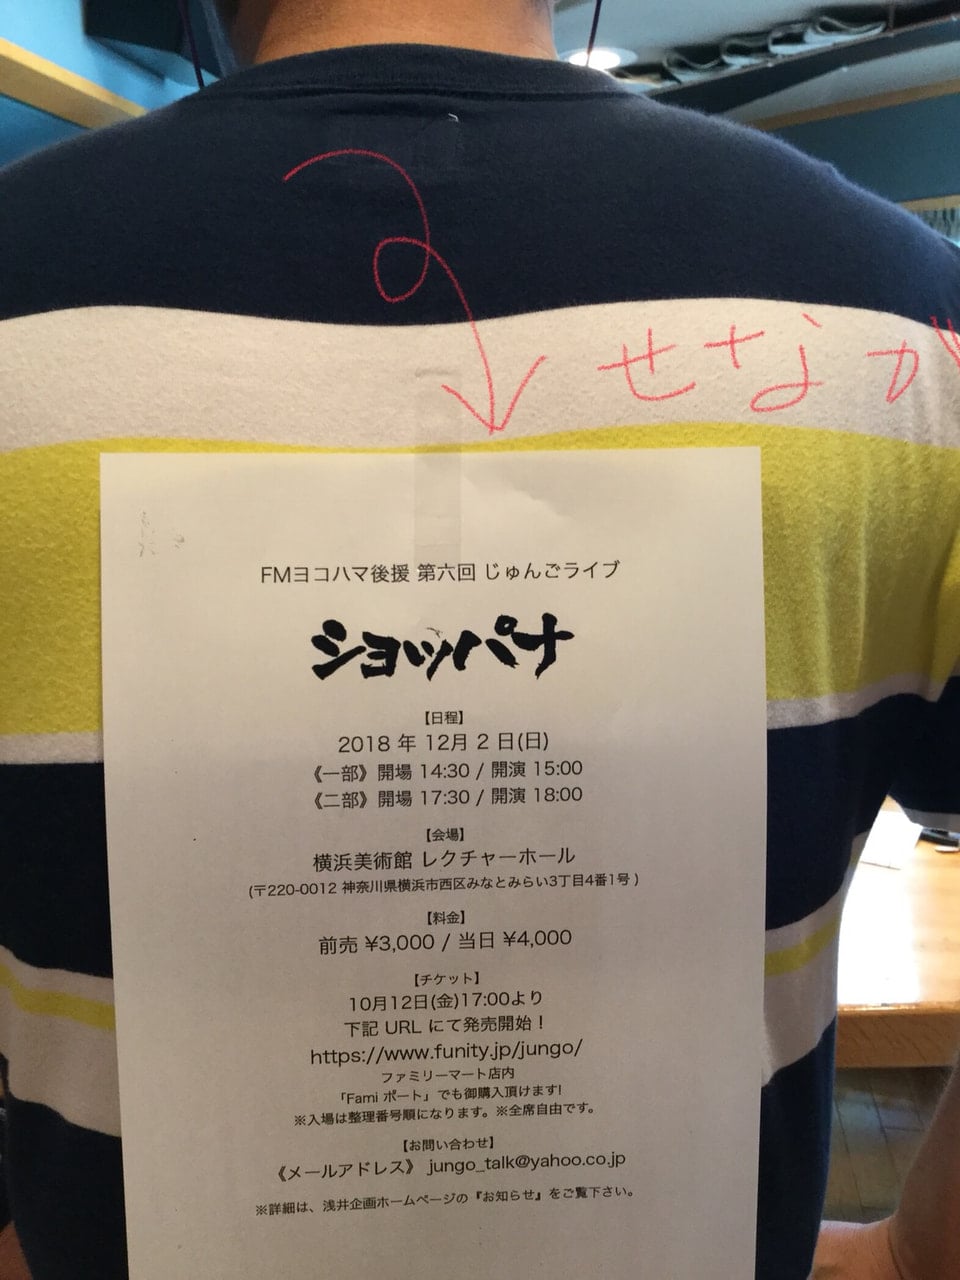 せなが
FMヨコハマ後援 第六回 じゅんごライブ
ショッパナ
【日程】
2018 年 12月 2 日(日)
《一部》開場 14:30 / 開演 15:00
《二部》開場 17:30 / 開演 18:00
【会場】
横浜美術館 レクチャーホール
(〒220-0012 神奈川県横浜市西区みなとみらい3丁目4番1号 )
【料金】
前売 ¥3,000 / 当日 ¥4,000
【チケット】
10月12日(金)17:00より
下記 URL にて発売開始！
https://www.funity.jp/jungo/
ファミリーマート店内
「Fami ポート」でも御購入頂けます!
※入場は整理番号順になります。※全席自由です。
【お問い合わせ】
《メールアドレス》 jungo_talk@yahoo.co.jp
※詳細は、浅井企画ホームページの『お知らせ』をご覧下さい。